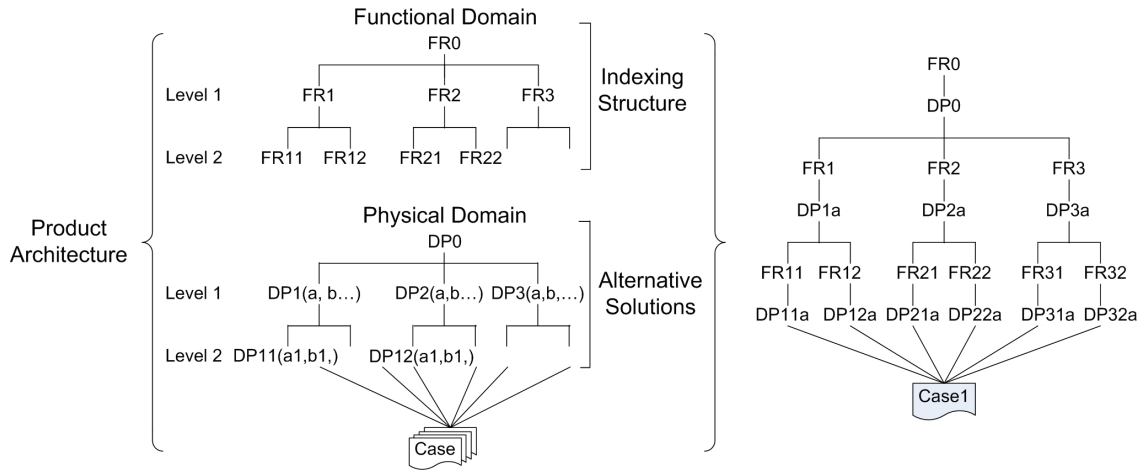 Functional Domain
FR0
Level 1 FR1 FR2 FR3
Level 2 FR11 FR12 FR21 FR22
Indexing
Structure
Product
Architecture
Physical Domain
DP0
Level 1 DP1(a, b...) DP2(a,b...) DP3(a,b,...)
Level 2 DP11(a1,b1,) DP12(a1,b1,)
Alternative
Solutions
Case
FR0
DP0
FR1 FR2 FR3
DP1a DP2a DP3a
FR11 FR12 FR21 FR22 FR31 FR32
DP11a DP12a DP21a DP22a DP31a DP32a
Case1